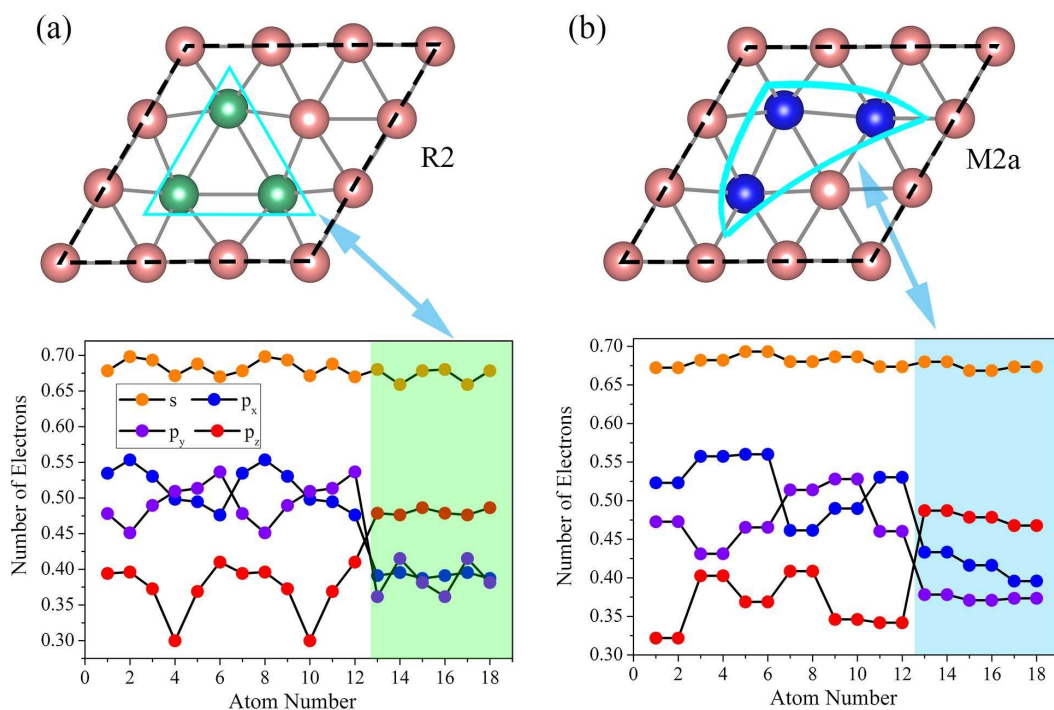 (a)
R2
0.70
0.65
0.60
0.55
0.50
0.45
0.40
0.35
0.30
Number of Electrons
s
pₓ
p_y
p_z
0 2 4 6 8 10 12 14 16 18
Atom Number
(b)
M2a
0.70
0.65
0.60
0.55
0.50
0.45
0.40
0.35
0.30
Number of Electrons
0 2 4 6 8 10 12 14 16 18
Atom Number